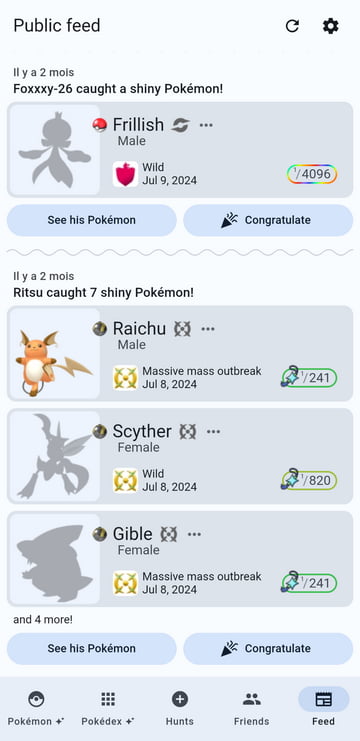 Public feed
Il y a 2 mois
Foxxxy-26 caught a shiny Pokémon!
Frillish
Male
Wild
Jul 9, 2024
1/4096
See his Pokémon
Congratulate
Il y a 2 mois
Ritsu caught 7 shiny Pokémon!
Raichu
Male
Massive mass outbreak
Jul 8, 2024
1/241
Scyther
Female
Wild
Jul 8, 2024
1/820
Gible
Female
Massive mass outbreak
Jul 8, 2024
1/241
and 4 more!
See his Pokémon
Congratulate
Pokémon
Pokédex
Hunts
Friends
Feed